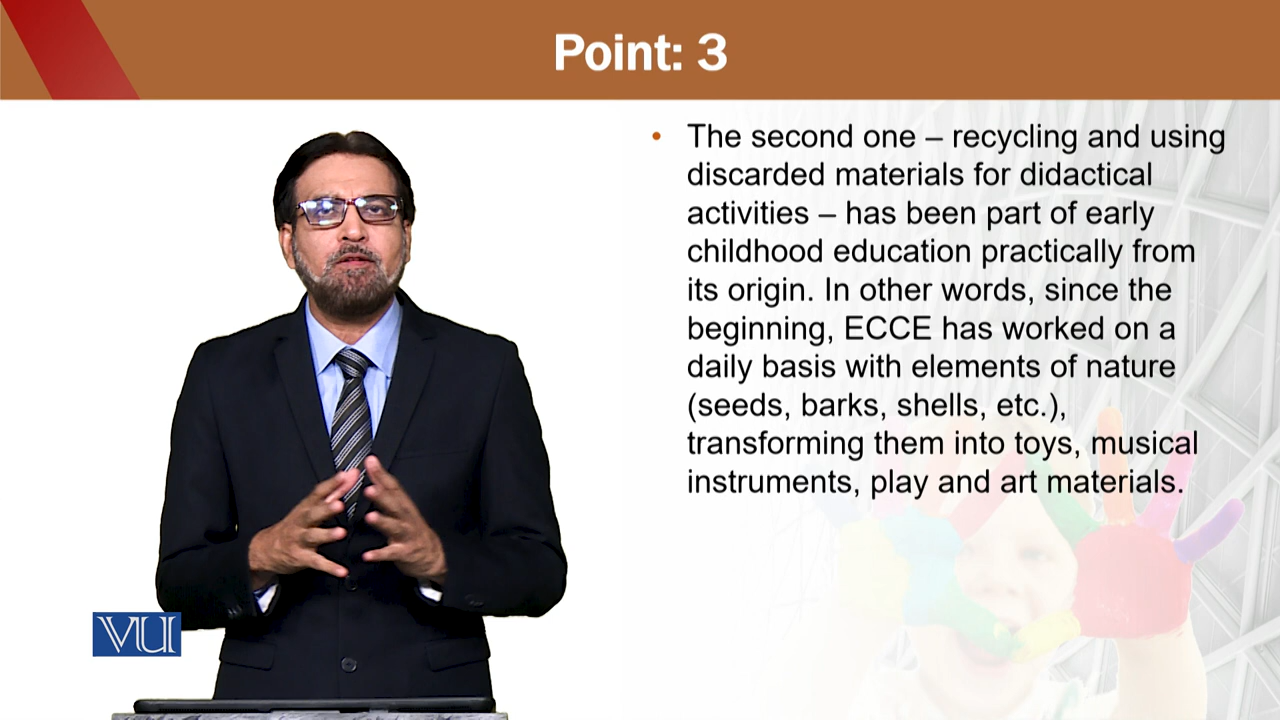 Point: 3
• The second one – recycling and using
discarded materials for didactical
activities – has been part of early
childhood education practically from
its origin. In other words, since the
beginning, ECCE has worked on a
daily basis with elements of nature
(seeds, barks, shells, etc.),
transforming them into toys, musical
instruments, play and art materials.
VU